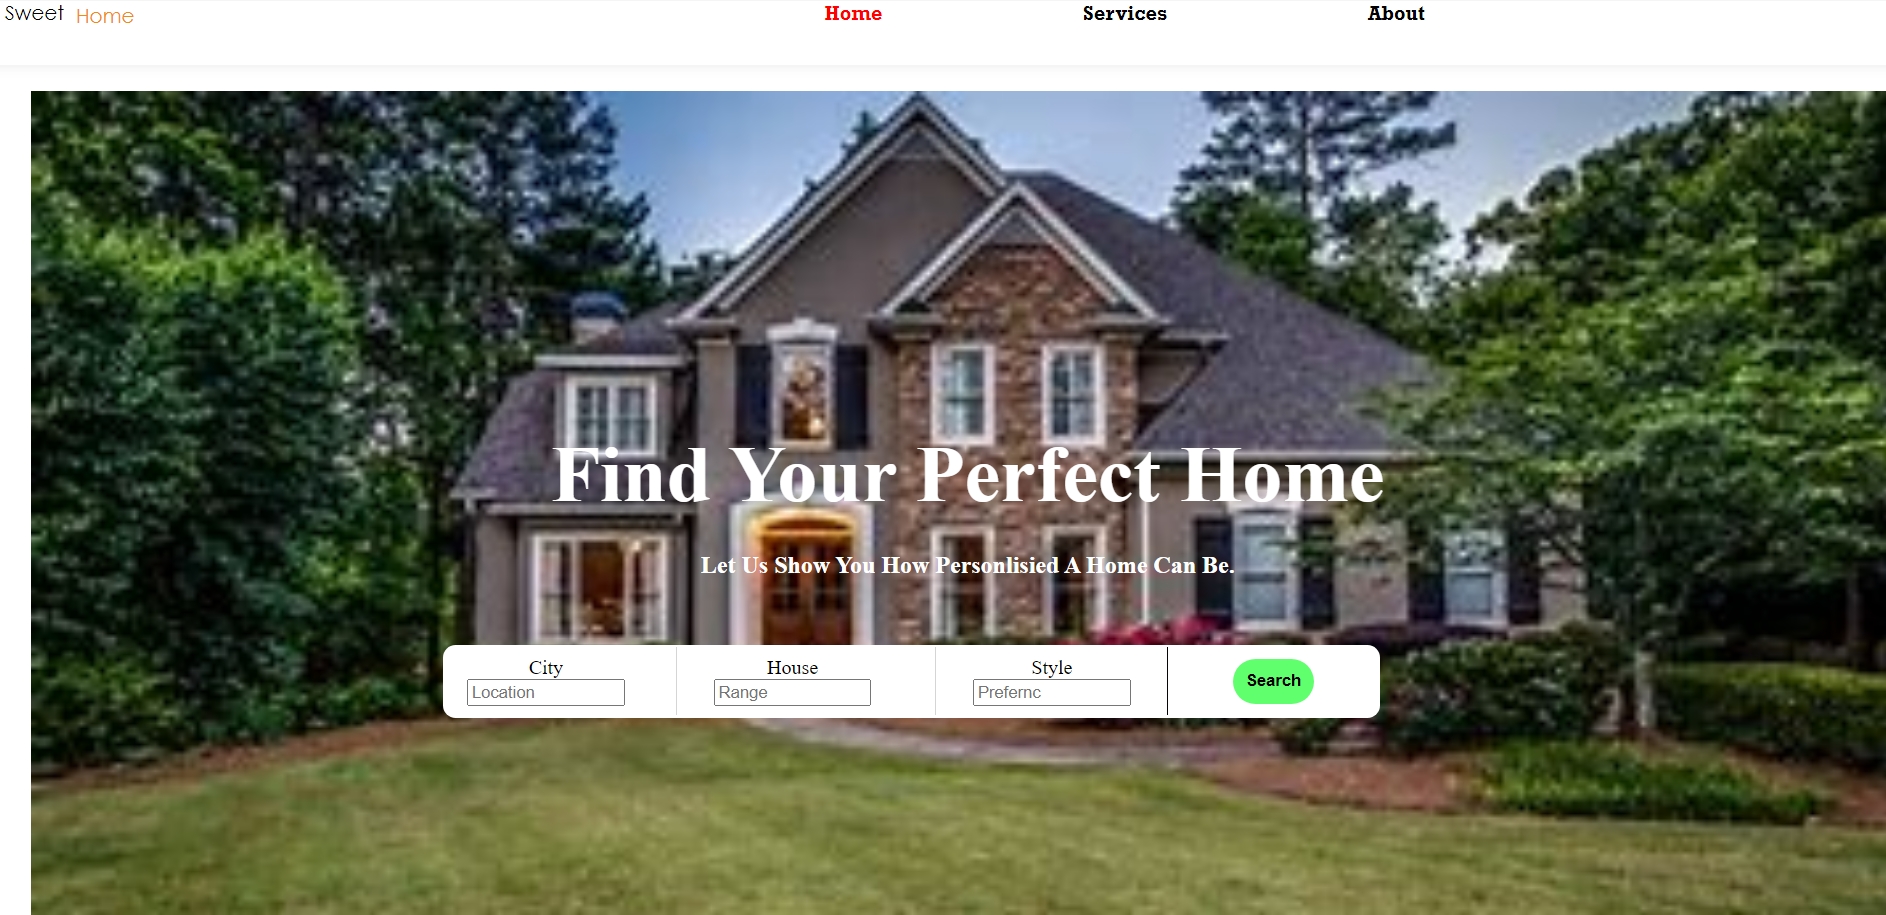 Sweet Home
Home Services About
Find Your Perfect Home
Let Us Show You How Personlisied A Home Can Be.
City House Style
Location Range Prefernc Search